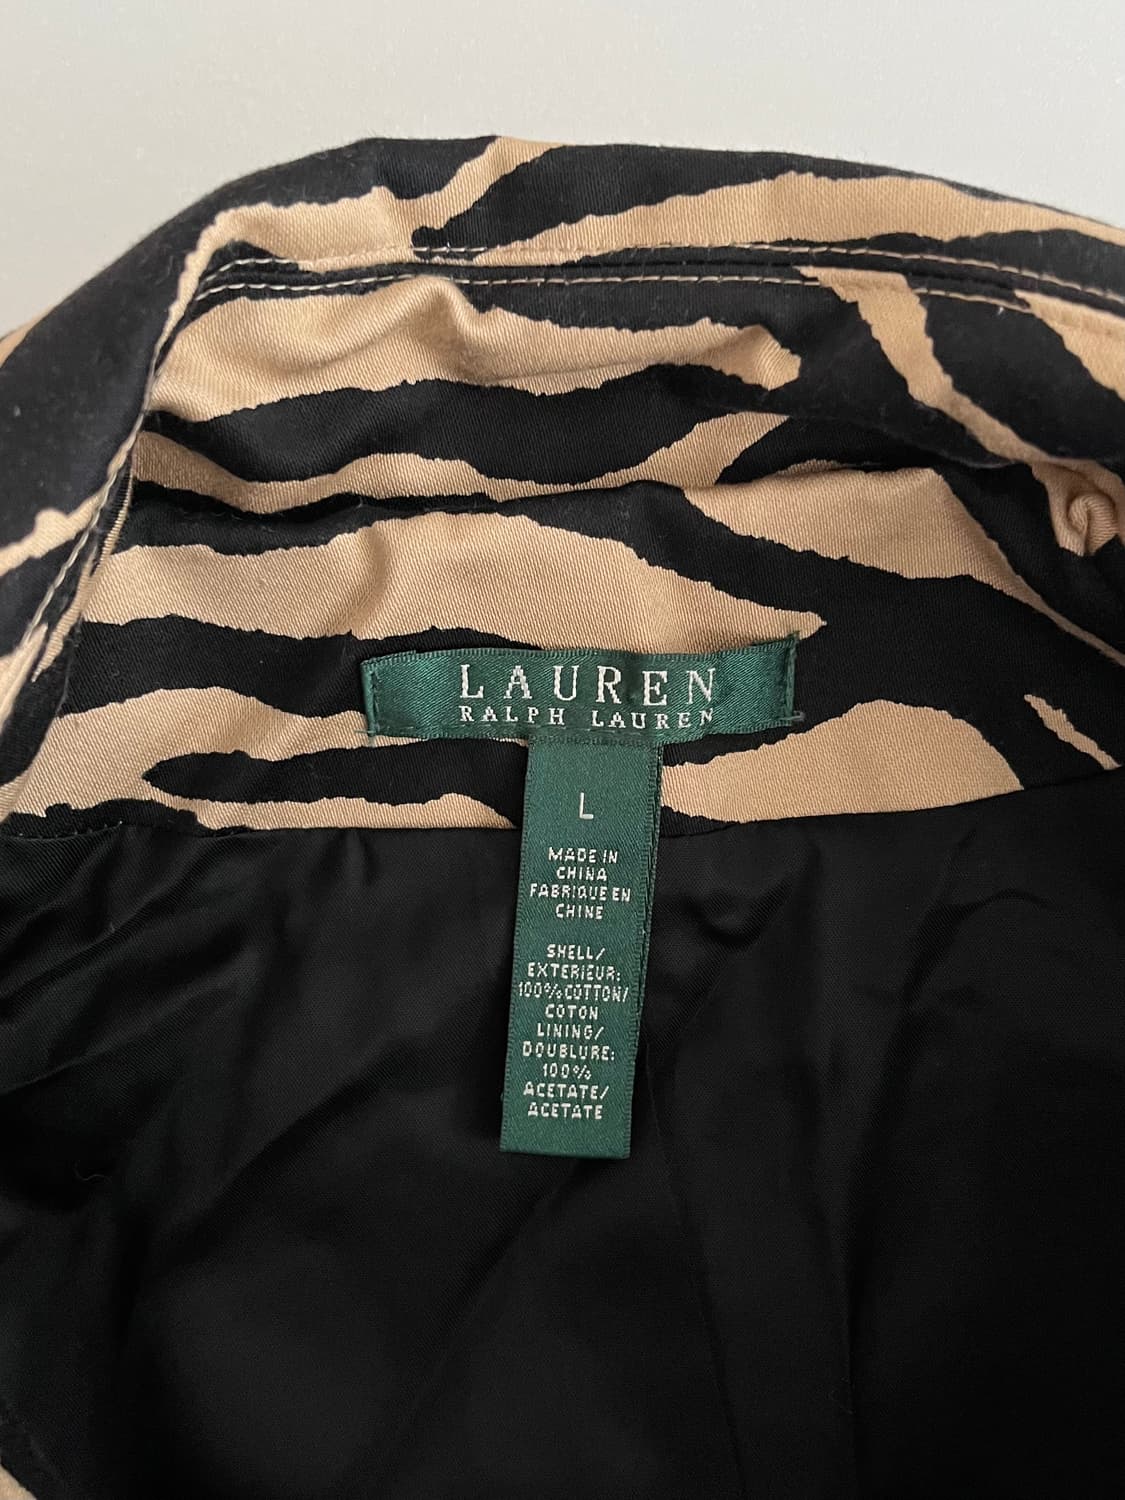 LAUREN
RALPH LAUREN
L
MADE IN
CHINA
FABRIQUE EN
CHINE
SHELL/
EXTERIEUR:
100% COTTON/
COTON
LINING/
DOUBLURE:
100%
ACETATE/
ACETATE